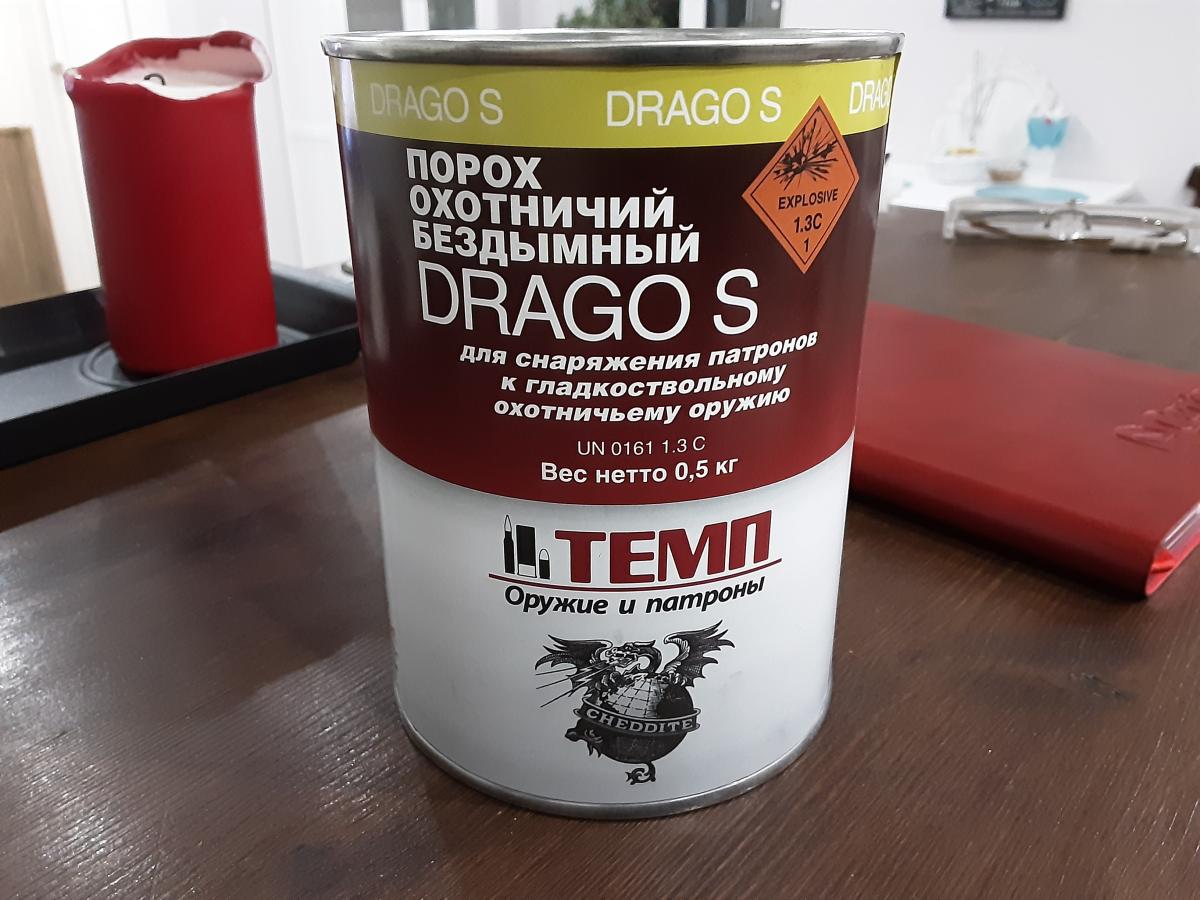 DRAGO S
DRAGO S
DRAG
ПОРОХ
ОХОТНИЧИЙ
БЕЗДЫМНЫЙ
DRAGO S
EXPLOSIVE
1.3C
1
для снаряжения патронов
к гладкоствольному
охотничьему оружию
UN 0161 1.3 C
Вес нетто 0,5 кг
ТЕМП
Оружие и патроны
CHEDDITE